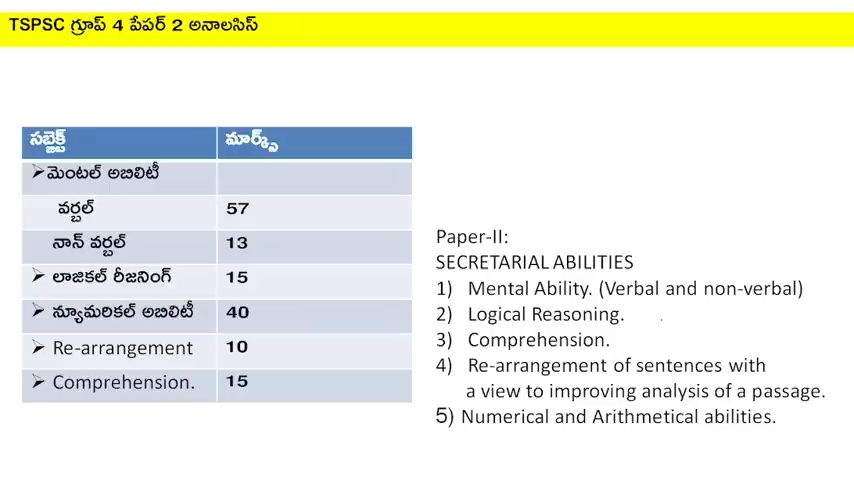 TSPSC గ్రూప్ 4 పేపర్ 2 అనాలసిస్
సబ్జెక్ట్ మార్క్స్
మెంటల్ అబిలిటీ
వర్బల్ 57
నాన్ వర్బల్ 13
లాజికల్ రీజనింగ్ 15
న్యూమరికల్ అబిలిటీ 40
Re-arrangement 10
Comprehension. 15
Paper-II:
SECRETARIAL ABILITIES
1) Mental Ability. (Verbal and non-verbal)
2) Logical Reasoning.
3) Comprehension.
4) Re-arrangement of sentences with
a view to improving analysis of a passage.
5) Numerical and Arithmetical abilities.